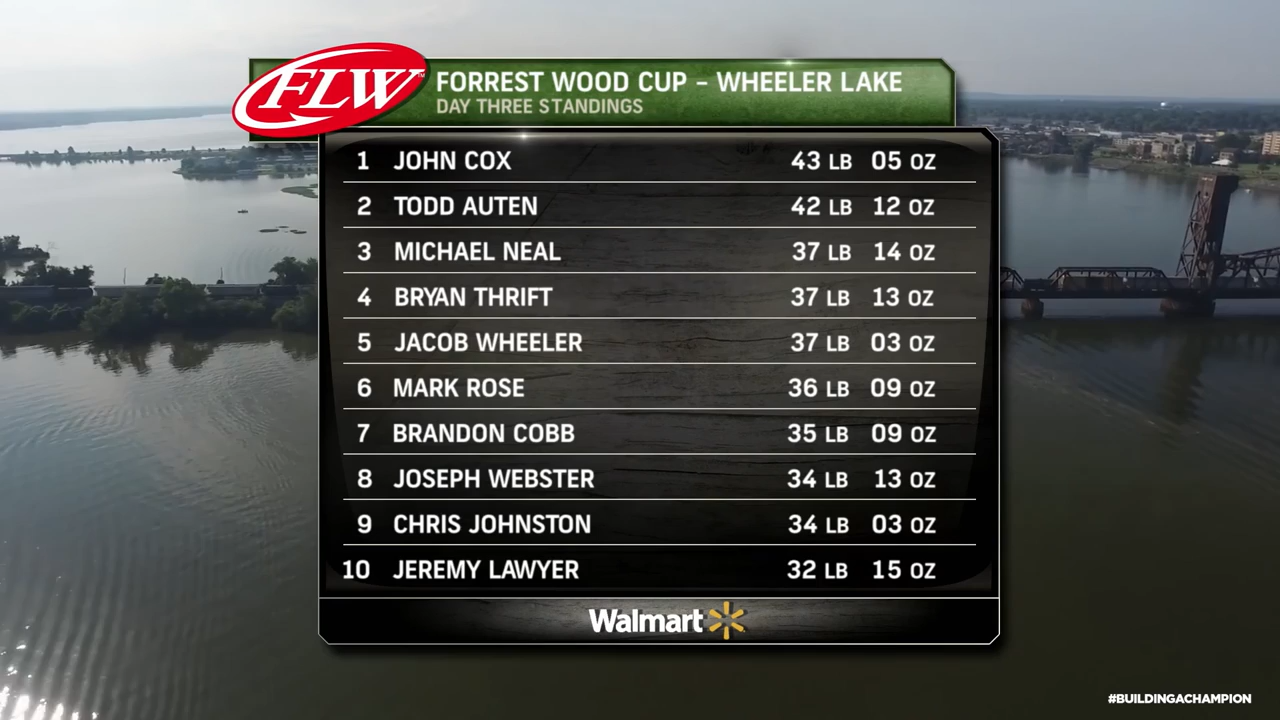 FLW™
FORREST WOOD CUP – WHEELER LAKE
DAY THREE STANDINGS
1 JOHN COX 43 LB 05 OZ
2 TODD AUTEN 42 LB 12 OZ
3 MICHAEL NEAL 37 LB 14 OZ
4 BRYAN THRIFT 37 LB 13 OZ
5 JACOB WHEELER 37 LB 03 OZ
6 MARK ROSE 36 LB 09 OZ
7 BRANDON COBB 35 LB 09 OZ
8 JOSEPH WEBSTER 34 LB 13 OZ
9 CHRIS JOHNSTON 34 LB 03 OZ
10 JEREMY LAWYER 32 LB 15 OZ
Walmart
#BUILDINGACHAMPION